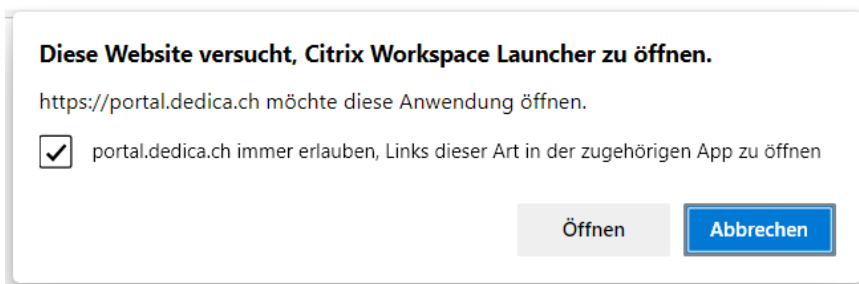 Diese Website versucht, Citrix Workspace Launcher zu öffnen.
https://portal.dedica.ch möchte diese Anwendung öffnen.
portal.dedica.ch immer erlauben, Links dieser Art in der zugehörigen App zu öffnen
Öffnen Abbrechen